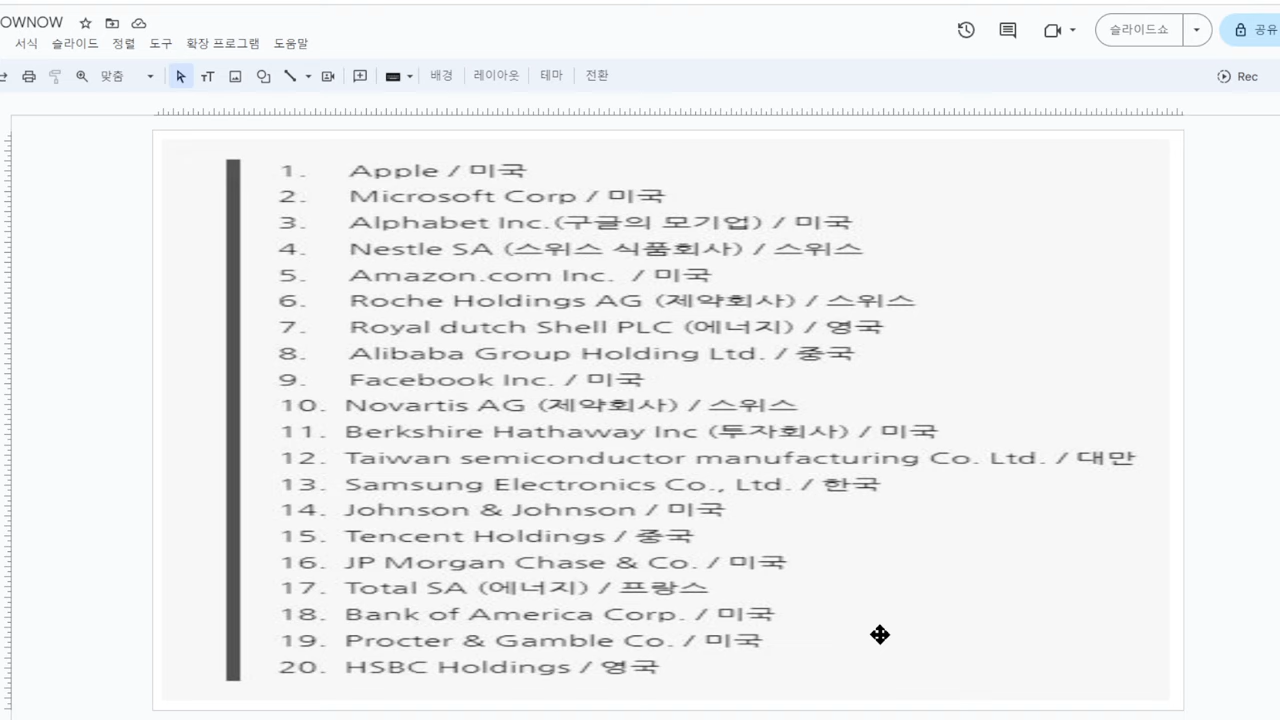 OWNOW
서식 슬라이드 정렬 도구 확장 프로그램 도움말
슬라이드쇼 공유
맞춤 배경 레이아웃 테마 전환 Rec
1. Apple / 미국
2. Microsoft Corp / 미국
3. Alphabet Inc.(구글의 모기업) / 미국
4. Nestle SA (스위스 식품회사) / 스위스
5. Amazon.com Inc. / 미국
6. Roche Holdings AG (제약회사) / 스위스
7. Royal dutch Shell PLC (에너지) / 영국
8. Alibaba Group Holding Ltd. / 중국
9. Facebook Inc. / 미국
10. Novartis AG (제약회사) / 스위스
11. Berkshire Hathaway Inc (투자회사) / 미국
12. Taiwan semiconductor manufacturing Co. Ltd. / 대만
13. Samsung Electronics Co., Ltd. / 한국
14. Johnson & Johnson / 미국
15. Tencent Holdings / 중국
16. JP Morgan Chase & Co. / 미국
17. Total SA (에너지) / 프랑스
18. Bank of America Corp. / 미국
19. Procter & Gamble Co. / 미국
20. HSBC Holdings / 영국